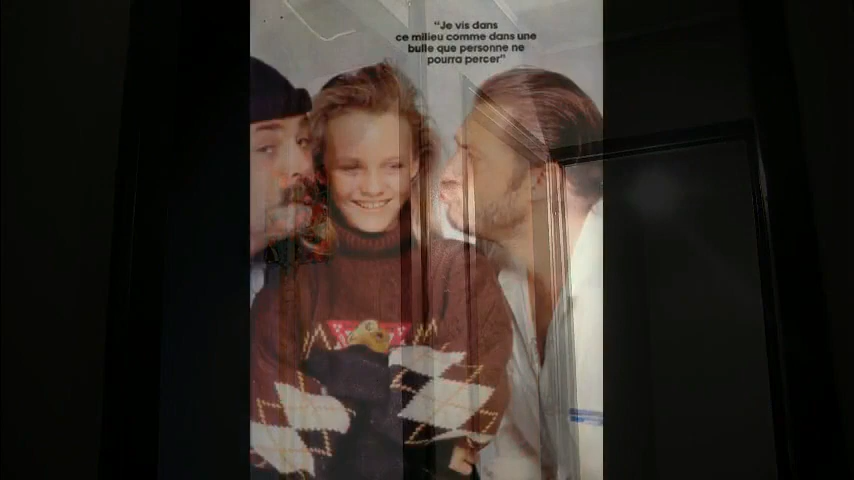 “Je vis dans
ce milieu comme dans une
bulle que personne ne
pourra percer”